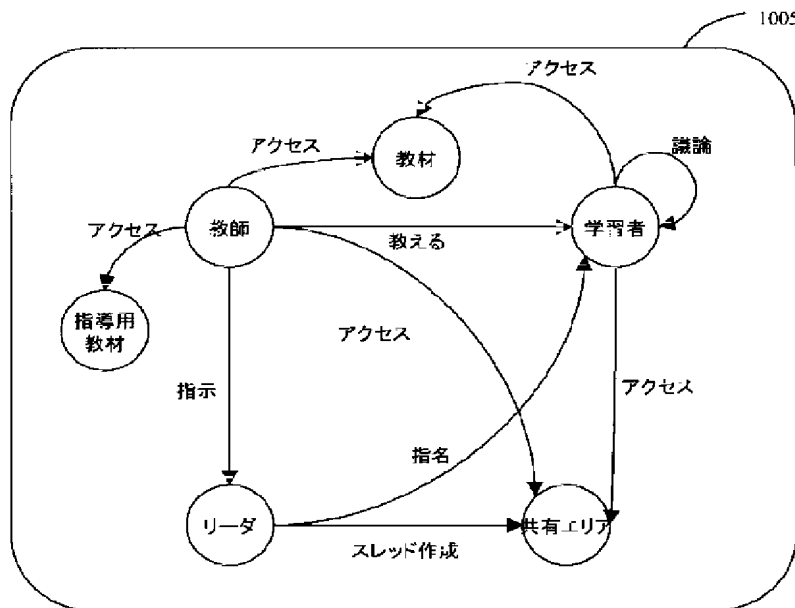 1005
アクセス
アクセス
教材
議論
アクセス
教師
教える
学習者
指導用
教材
アクセス
アクセス
指示
指名
リーダ
スレッド作成
共有エリア